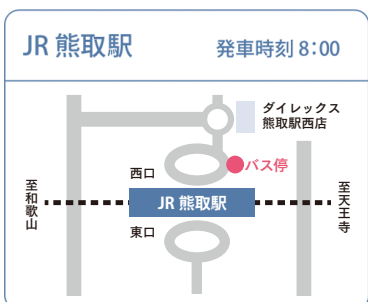 JR 熊取駅
発車時刻 8:00
ダイレックス
熊取駅西店
西口
バス停
至和歌山
JR 熊取駅
至天王寺
東口